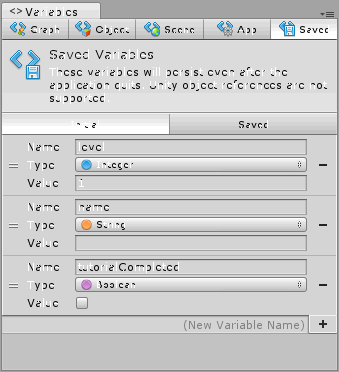 <> Variables
Graph Object Scene App Saved
Saved Variables
These variables will persist even after the
application quits. Unity object references are not
supported.
Initial Saved
Name level
Type Integer
Value 1
Name name
Type String
Value
Name tutorialCompleted
Type Boolean
Value
(New Variable Name) +